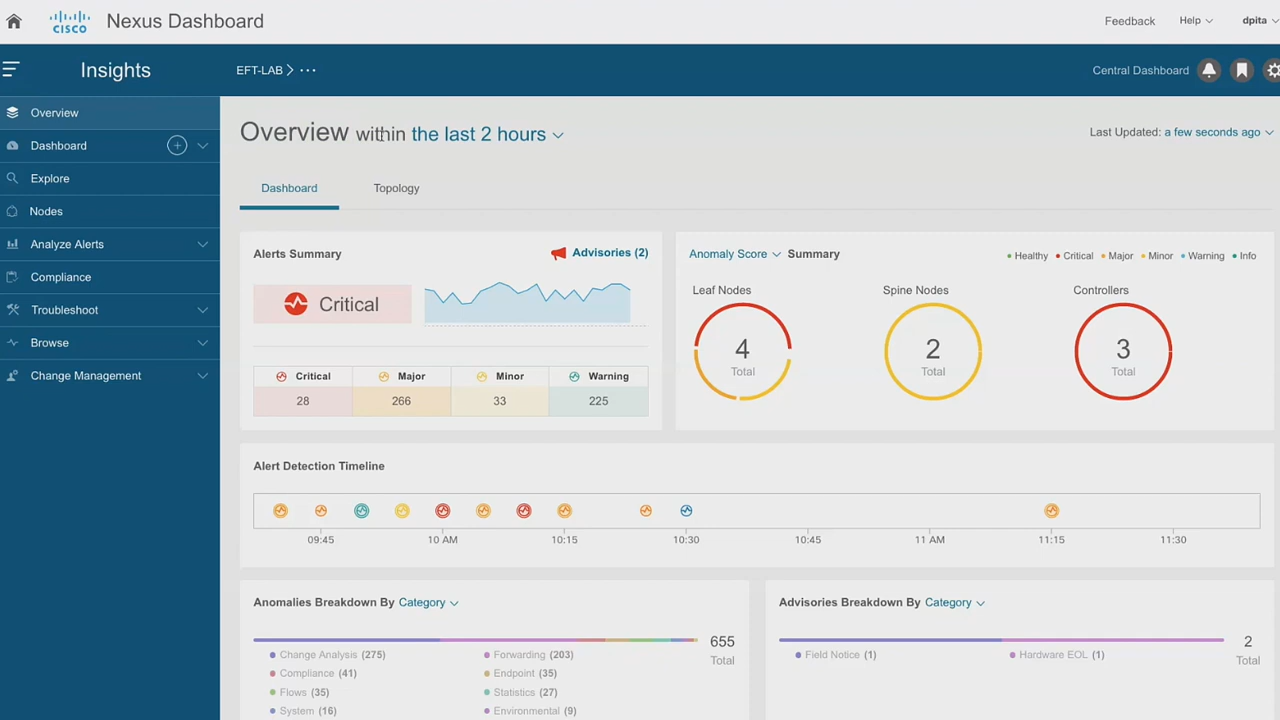 CISCO
Nexus Dashboard
Feedback
Help
dpita
Insights
EFT-LAB
Central Dashboard
Overview
Dashboard
Explore
Nodes
Analyze Alerts
Compliance
Troubleshoot
Browse
Change Management
Overview within the last 2 hours
Last Updated: a few seconds ago
Dashboard
Topology
Alerts Summary
Advisories (2)
Critical
Critical Major Minor Warning
28 266 33 225
Anomaly Score Summary
Healthy Critical Major Minor Warning Info
Leaf Nodes
4
Total
Spine Nodes
2
Total
Controllers
3
Total
Alert Detection Timeline
09:45 10 AM 10:15 10:30 10:45 11 AM 11:15 11:30
Anomalies Breakdown By Category
655
Total
Change Analysis (275)
Forwarding (203)
Compliance (41)
Endpoint (35)
Flows (35)
Statistics (27)
System (16)
Environmental (9)
Advisories Breakdown By Category
2
Total
Field Notice (1)
Hardware EOL (1)